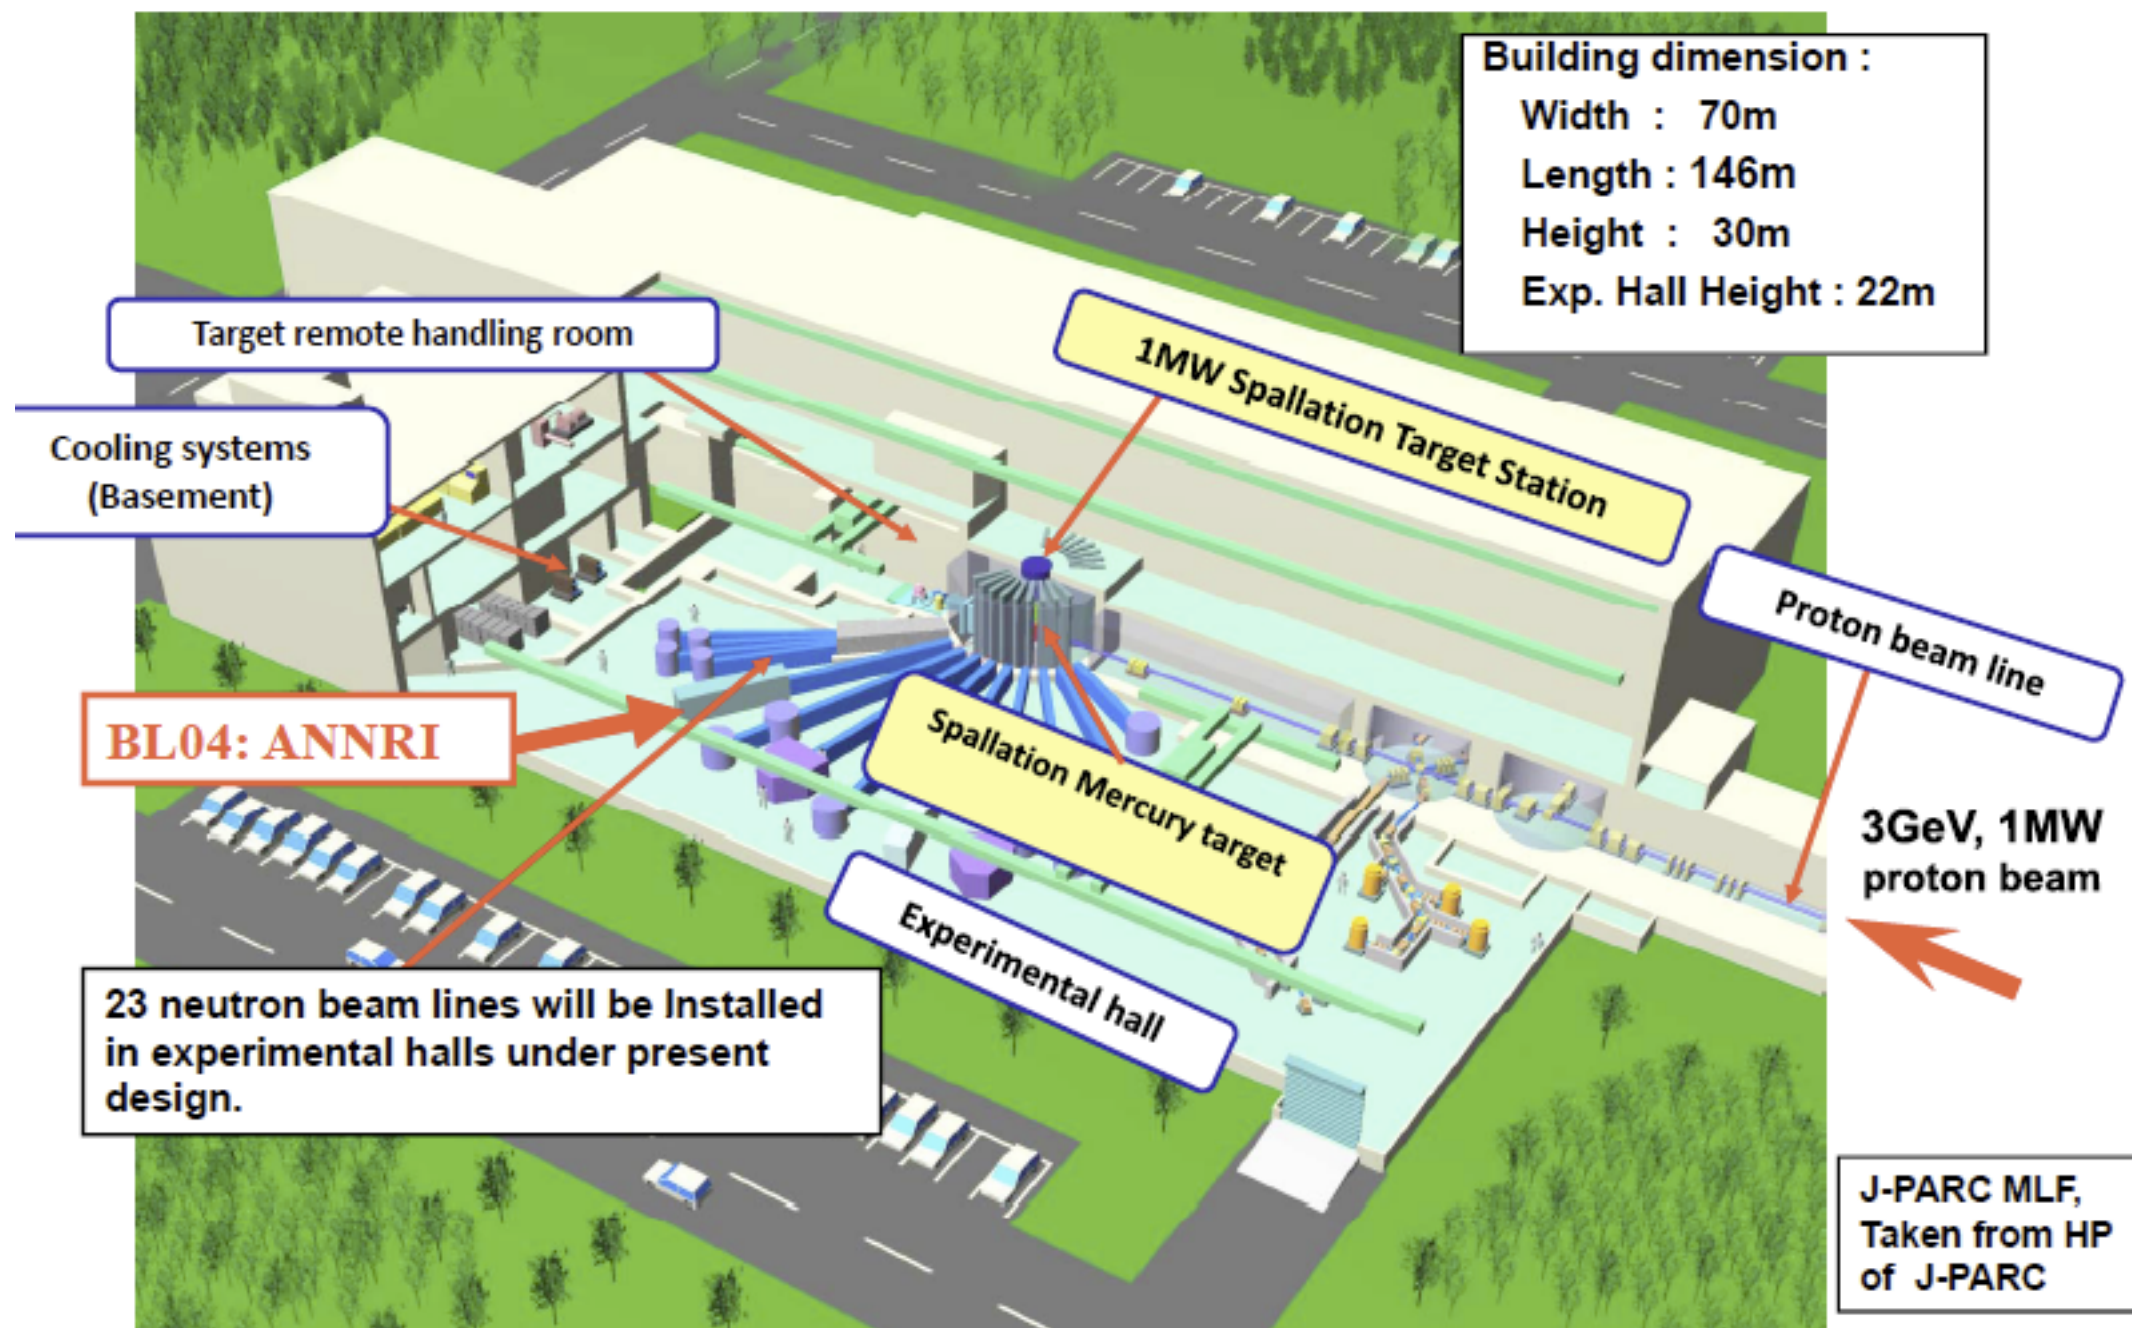 Building dimension :
Width : 70m
Length : 146m
Height : 30m
Exp. Hall Height : 22m
Target remote handling room
1MW Spallation Target Station
Cooling systems
(Basement)
Proton beam line
BL04: ANNRI
Spallation Mercury target
3GeV, 1MW
proton beam
Experimental hall
23 neutron beam lines will be Installed
in experimental halls under present
design.
J-PARC MLF,
Taken from HP
of J-PARC